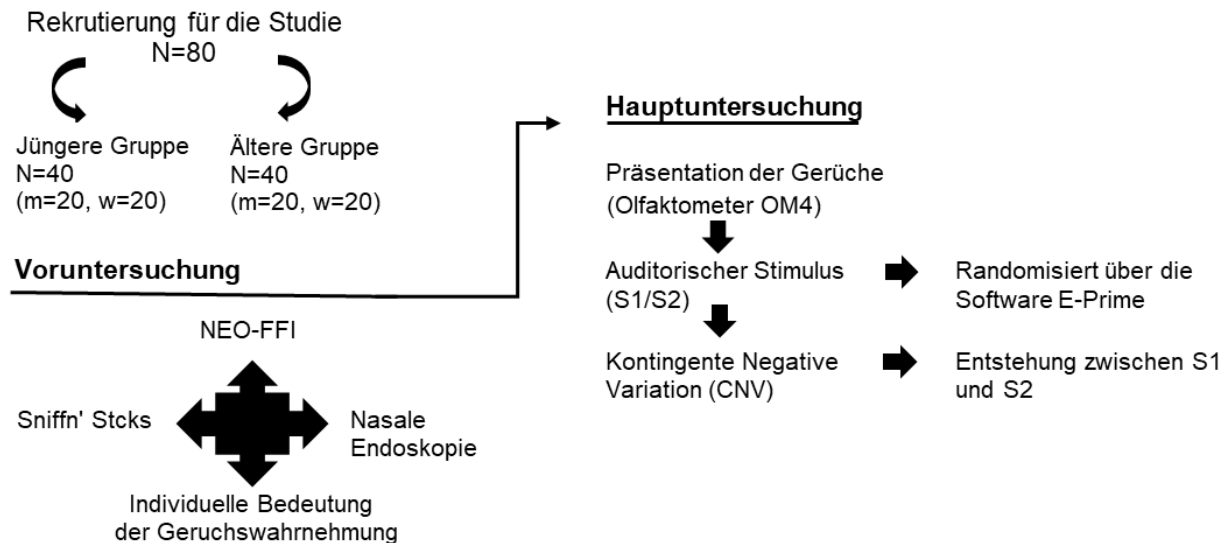 Rekrutierung für die Studie
N=80
Jüngere Gruppe
N=40
(m=20, w=20)
Ältere Gruppe
N=40
(m=20, w=20)
Voruntersuchung
NEO-FFI
Sniffn' Stcks
Nasale
Endoskopie
Individuelle Bedeutung
der Geruchswahrnehmung
Hauptuntersuchung
Präsentation der Gerüche
(Olfaktometer OM4)
Auditorischer Stimulus
(S1/S2)
Randomisiert über die
Software E-Prime
Kontingente Negative
Variation (CNV)
Entstehung zwischen S1
und S2